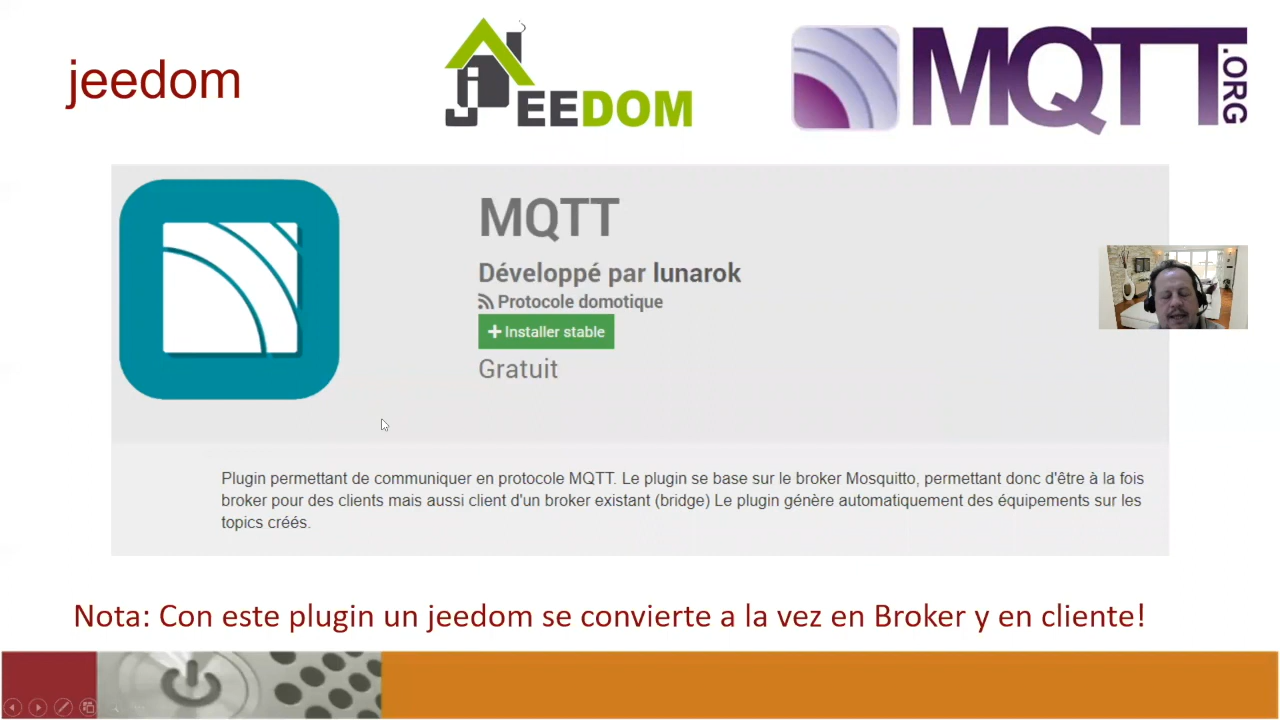 jeedom
JEEDOM
MQTT.ORG
MQTT
Développé par lunarok
Protocole domotique
+ Installer stable
Gratuit
Plugin permettant de communiquer en protocole MQTT. Le plugin se base sur le broker Mosquitto, permettant donc d'être à la fois
broker pour des clients mais aussi client d'un broker existant (bridge) Le plugin génère automatiquement des équipements sur les
topics créés.
Nota: Con este plugin un jeedom se convierte a la vez en Broker y en cliente!